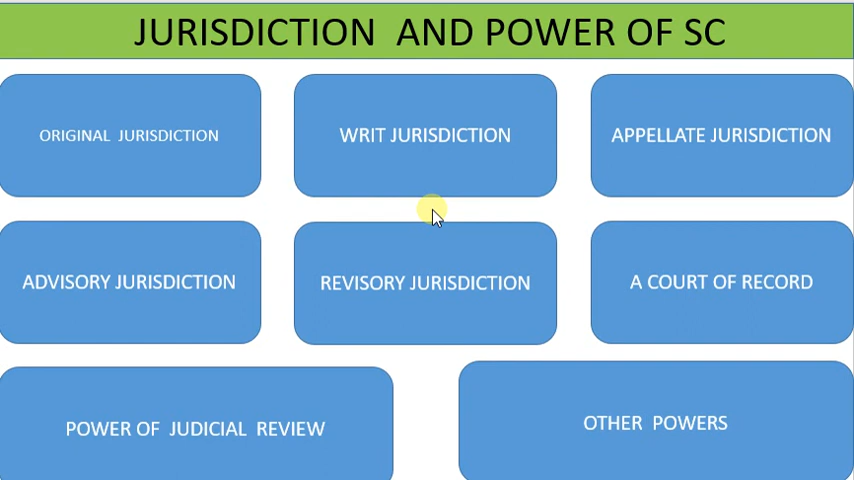 JURISDICTION AND POWER OF SC
ORIGINAL JURISDICTION
WRIT JURISDICTION
APPELLATE JURISDICTION
ADVISORY JURISDICTION
REVISORY JURISDICTION
A COURT OF RECORD
POWER OF JUDICIAL REVIEW
OTHER POWERS